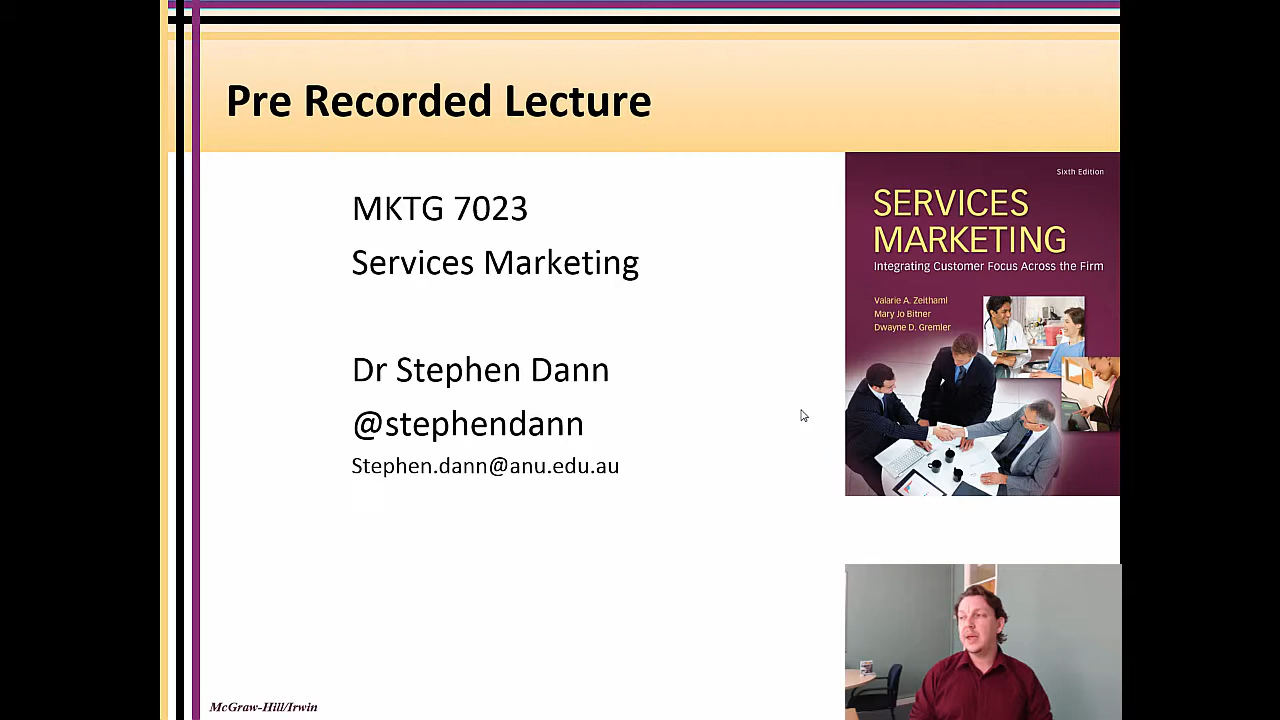 Pre Recorded Lecture
MKTG 7023
Services Marketing
Dr Stephen Dann
@stephendann
Stephen.dann@anu.edu.au
Sixth Edition
SERVICES
MARKETING
Integrating Customer Focus Across the Firm
Valarie A. Zeithaml
Mary Jo Bitner
Dwayne D. Gremler
McGraw-Hill/Irwin